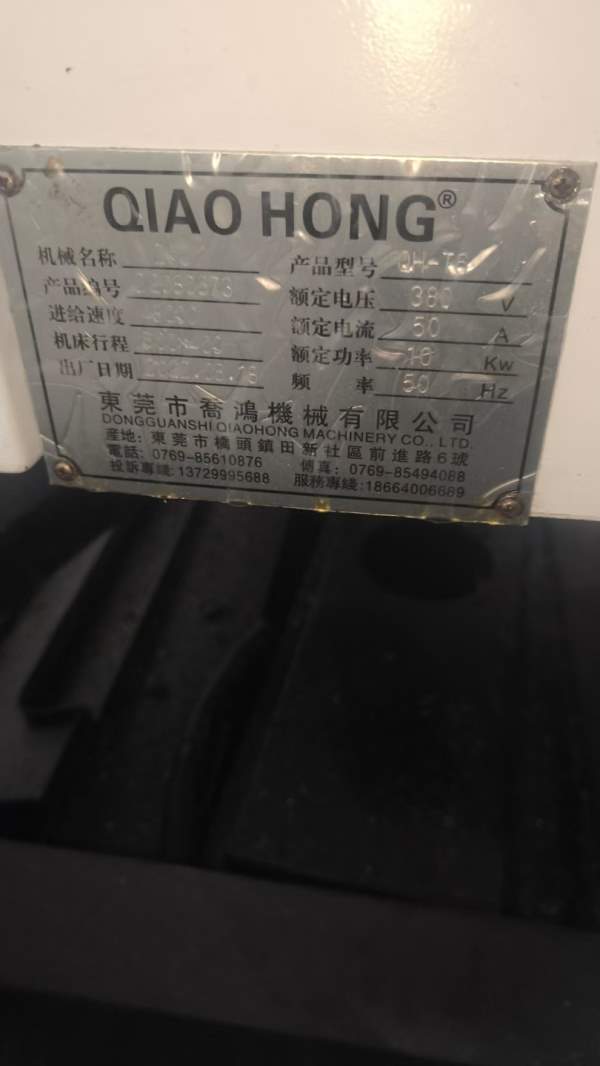 QIAO HONG®
机械名称 产品型号
产品编号 额定电压 380 V
进给速度 额定电流 50 A
机床行程 额定功率 16 Kw
出厂日期 频 率 50 Hz
東莞市喬鴻機械有限公司
DONGGUANSHI QIAOHONG MACHINERY CO., LTD.
産地: 東莞市橋頭鎮田新社區前進路6號
電話: 0769-85610876 傳真: 0769-85494088
投訴專綫:13729995688 服務專綫:18664006689